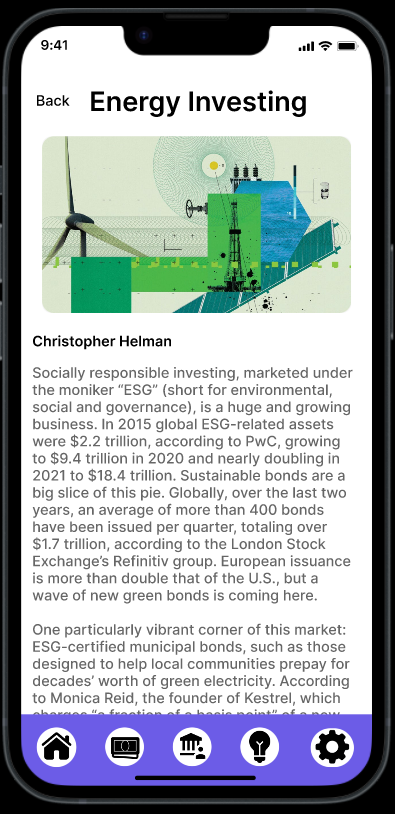 9:41
Back
Energy Investing
Christopher Helman
Socially responsible investing, marketed under
the moniker “ESG” (short for environmental,
social and governance), is a huge and growing
business. In 2015 global ESG-related assets
were $2.2 trillion, according to PwC, growing
to $9.4 trillion in 2020 and nearly doubling in
2021 to $18.4 trillion. Sustainable bonds are a
big slice of this pie. Globally, over the last two
years, an average of more than 400 bonds
have been issued per quarter, totaling over
$1.7 trillion, according to the London Stock
Exchange’s Refinitiv group. European issuance
is more than double that of the U.S., but a
wave of new green bonds is coming here.
One particularly vibrant corner of this market:
ESG-certified municipal bonds, such as those
designed to help local communities prepay for
decades’ worth of green electricity. According
to Monica Reid, the founder of Kestrel, which
charges “a fraction of a basis point” of a new